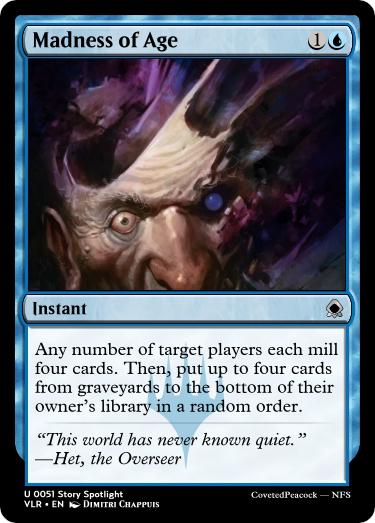 Madness of Age
1
Instant
Any number of target players each mill
four cards. Then, put up to four cards
from graveyards to the bottom of their
owner's library in a random order.
“This world has never known quiet.”
—Het, the Overseer
U 0051 Story Spotlight
VLR • EN Dimitri Chappuis
CovetedPeacock — NFS